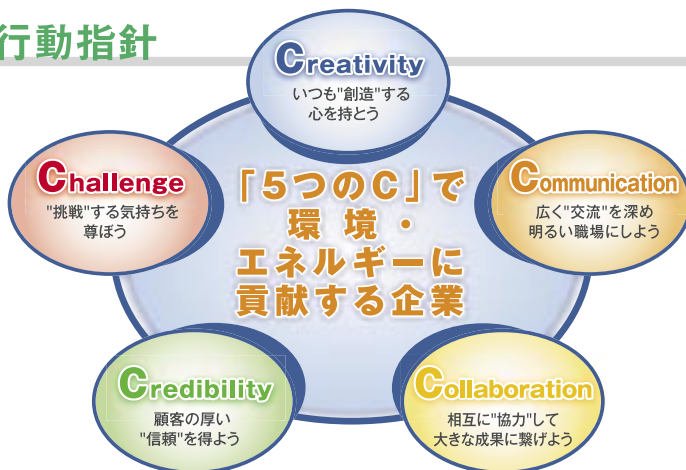 行動指針
Creativity
いつも"創造"する
心を持とう
Challenge
"挑戦"する気持ちを
尊ぼう
「5つのC」で
環境・
エネルギーに
貢献する企業
Communication
広く"交流"を深め
明るい職場にしよう
Credibility
顧客の厚い
"信頼"を得よう
Collaboration
相互に"協力"して
大きな成果に繋げよう